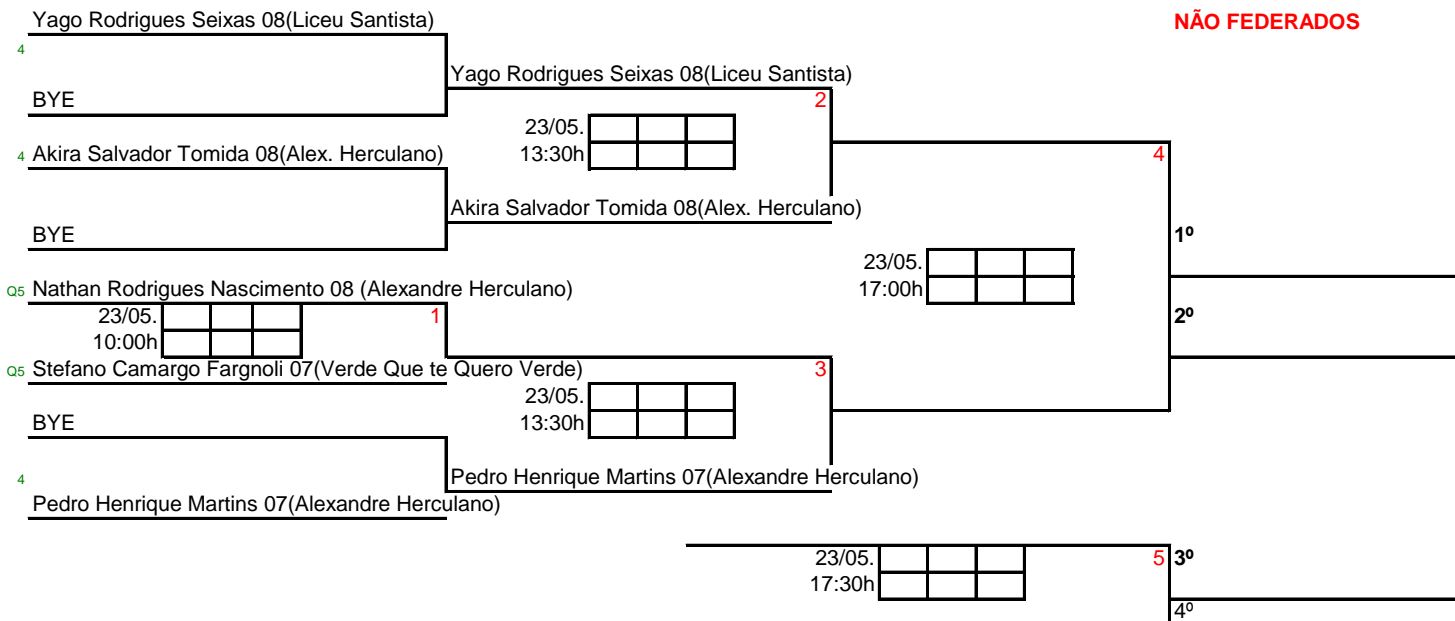 Yago Rodrigues Seixas 08(Liceu Santista)
NÃO FEDERADOS
4
Yago Rodrigues Seixas 08(Liceu Santista)
BYE
2
23/05.
13:30h
4 Akira Salvador Tomida 08(Alex. Herculano)
4
Akira Salvador Tomida 08(Alex. Herculano)
BYE
1º
23/05.
17:00h
Q5 Nathan Rodrigues Nascimento 08 (Alexandre Herculano)
23/05.
10:00h
1
2º
Q5 Stefano Camargo Fargnoli 07(Verde Que te Quero Verde)
3
23/05.
13:30h
BYE
4
Pedro Henrique Martins 07(Alexandre Herculano)
Pedro Henrique Martins 07(Alexandre Herculano)
23/05.
17:30h
5
3º
4º